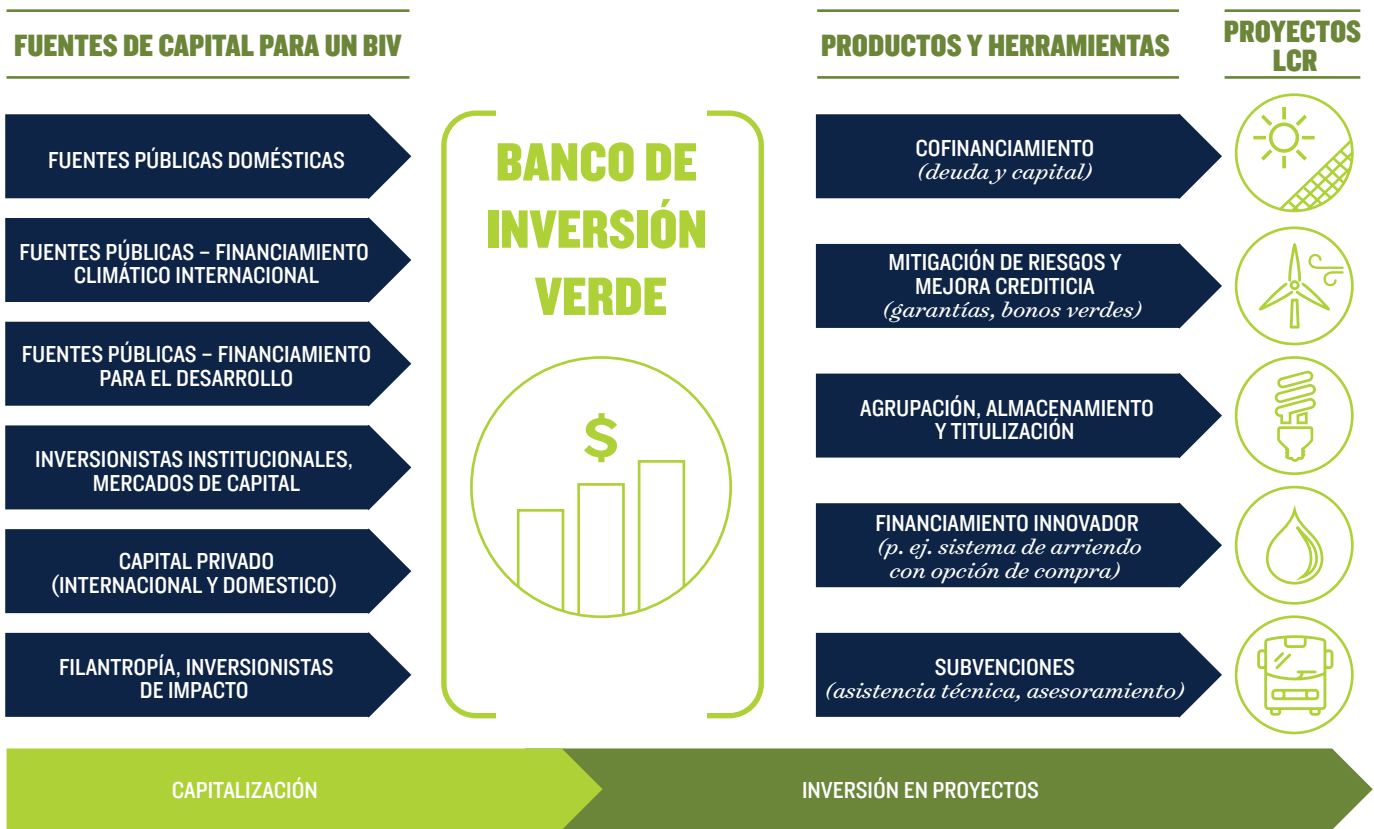 FUENTES DE CAPITAL PARA UN BIV
FUENTES PÚBLICAS DOMÉSTICAS
FUENTES PÚBLICAS – FINANCIAMIENTO
CLIMÁTICO INTERNACIONAL
FUENTES PÚBLICAS – FINANCIAMIENTO
PARA EL DESARROLLO
INVERSIONISTAS INSTITUCIONALES,
MERCADOS DE CAPITAL
CAPITAL PRIVADO
(INTERNACIONAL Y DOMESTICO)
FILANTROPÍA, INVERSIONISTAS
DE IMPACTO
BANCO DE
INVERSIÓN
VERDE
$
PRODUCTOS Y HERRAMIENTAS
COFINANCIAMIENTO
(deuda y capital)
MITIGACIÓN DE RIESGOS Y
MEJORA CREDITICIA
(garantías, bonos verdes)
AGRUPACIÓN, ALMACENAMIENTO
Y TITULIZACIÓN
FINANCIAMIENTO INNOVADOR
(p. ej. sistema de arriendo
con opción de compra)
SUBVENCIONES
(asistencia técnica, asesoramiento)
PROYECTOS
LCR
CAPITALIZACIÓN
INVERSIÓN EN PROYECTOS